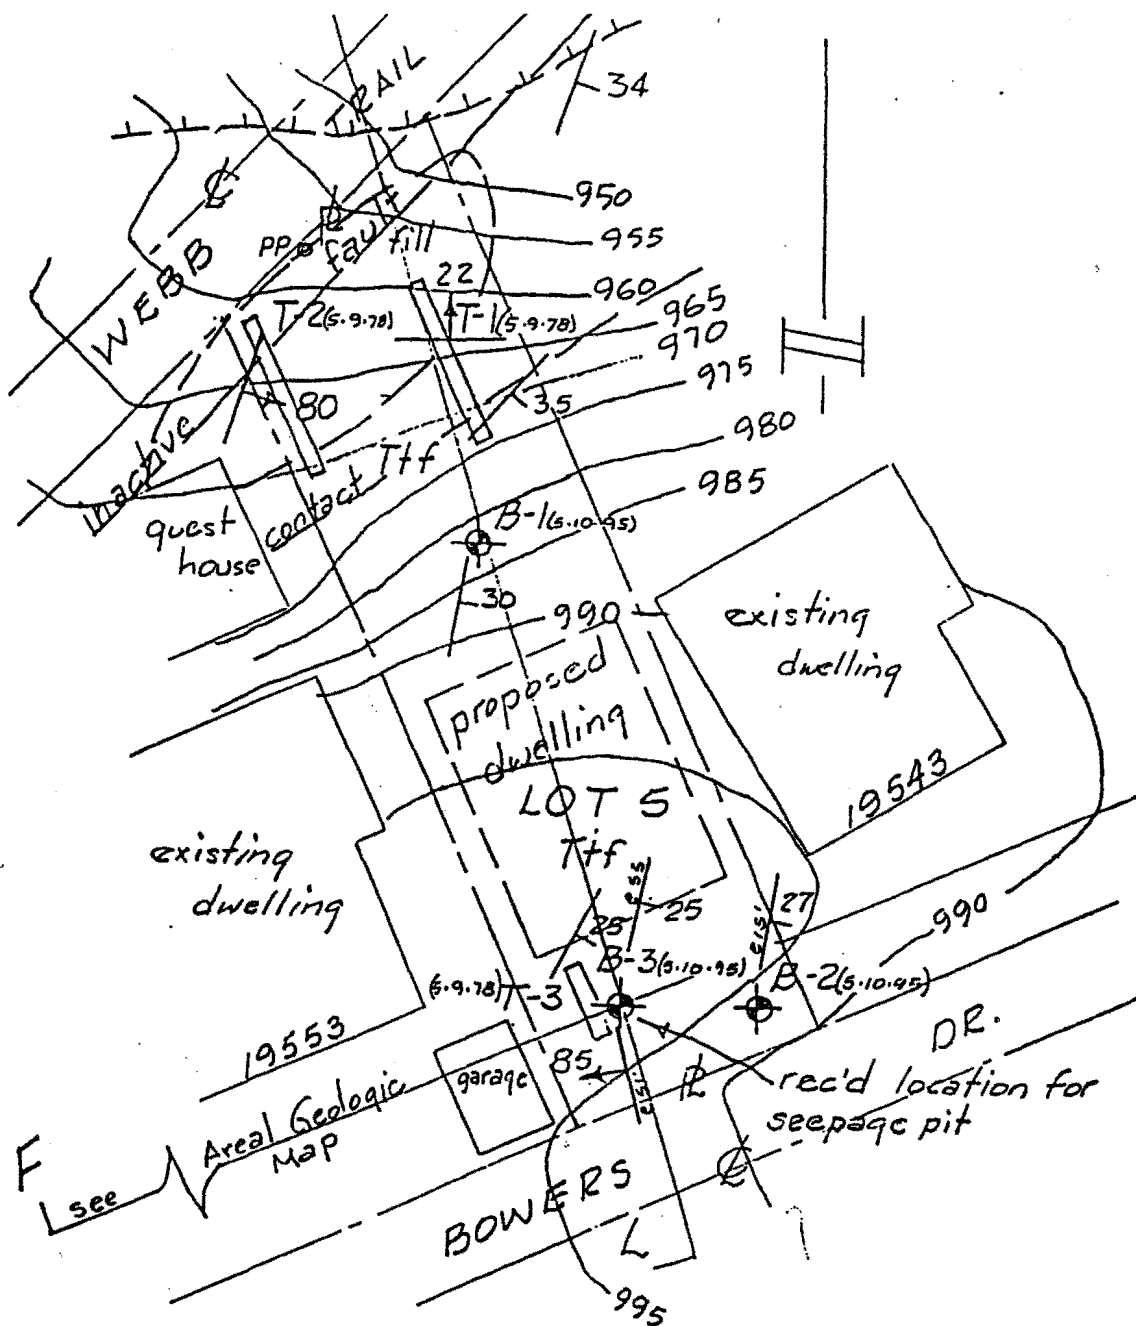 TRAIL
34
℄
950
PP
fault
fill
955
WEBB
22
960
T-2(5·9·78)
T-1(5·9·78)
965
970
975
80
35
inactive
Ttf
980
contact
985
guest
house
B-1(5·10·95)
30
990
existing
dwelling
proposed
dwelling
LOT 5
19543
Ttf
existing
dwelling
25
27
25
990
B-3(5·10·95)
B-2(5·10·95)
(5·9·78)T-3
DR.
19553
85
garage
PL
rec'd location for
seepage pit
Areal Geologic
Map
F
see
℄
BOWERS
L
995